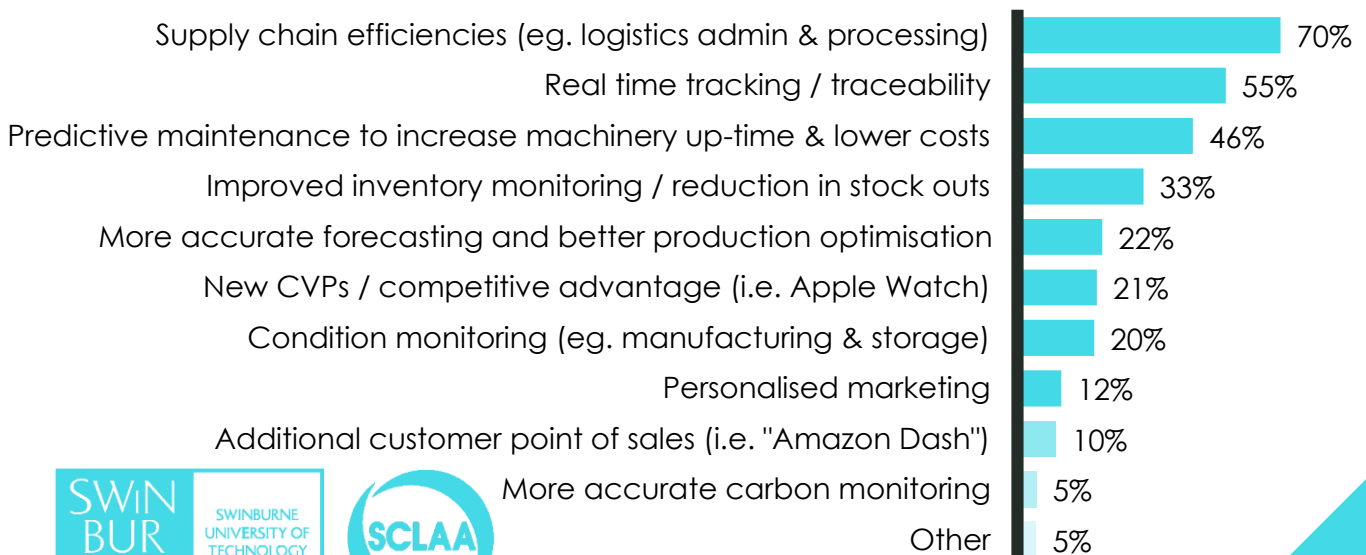 Supply chain efficiencies (eg. logistics admin & processing) 70%
Real time tracking / traceability 55%
Predictive maintenance to increase machinery up-time & lower costs 46%
Improved inventory monitoring / reduction in stock outs 33%
More accurate forecasting and better production optimisation 22%
New CVPs / competitive advantage (i.e. Apple Watch) 21%
Condition monitoring (eg. manufacturing & storage) 20%
Personalised marketing 12%
Additional customer point of sales (i.e. "Amazon Dash") 10%
More accurate carbon monitoring 5%
Other 5%
SWIN
BUR
SWINBURNE
UNIVERSITY OF
TECHNOLOGY
SCLAA